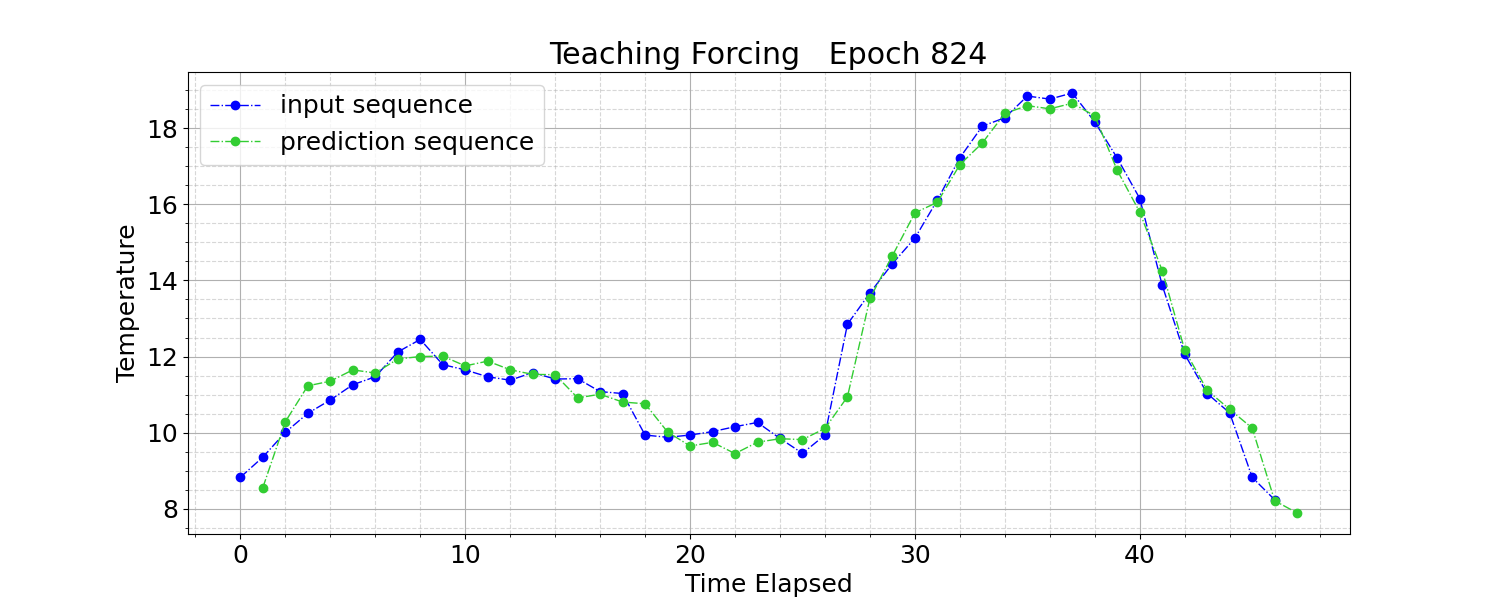 Teaching Forcing   Epoch 824
input sequence
prediction sequence
Temperature
18
16
14
12
10
8
0 10 20 30 40
Time Elapsed